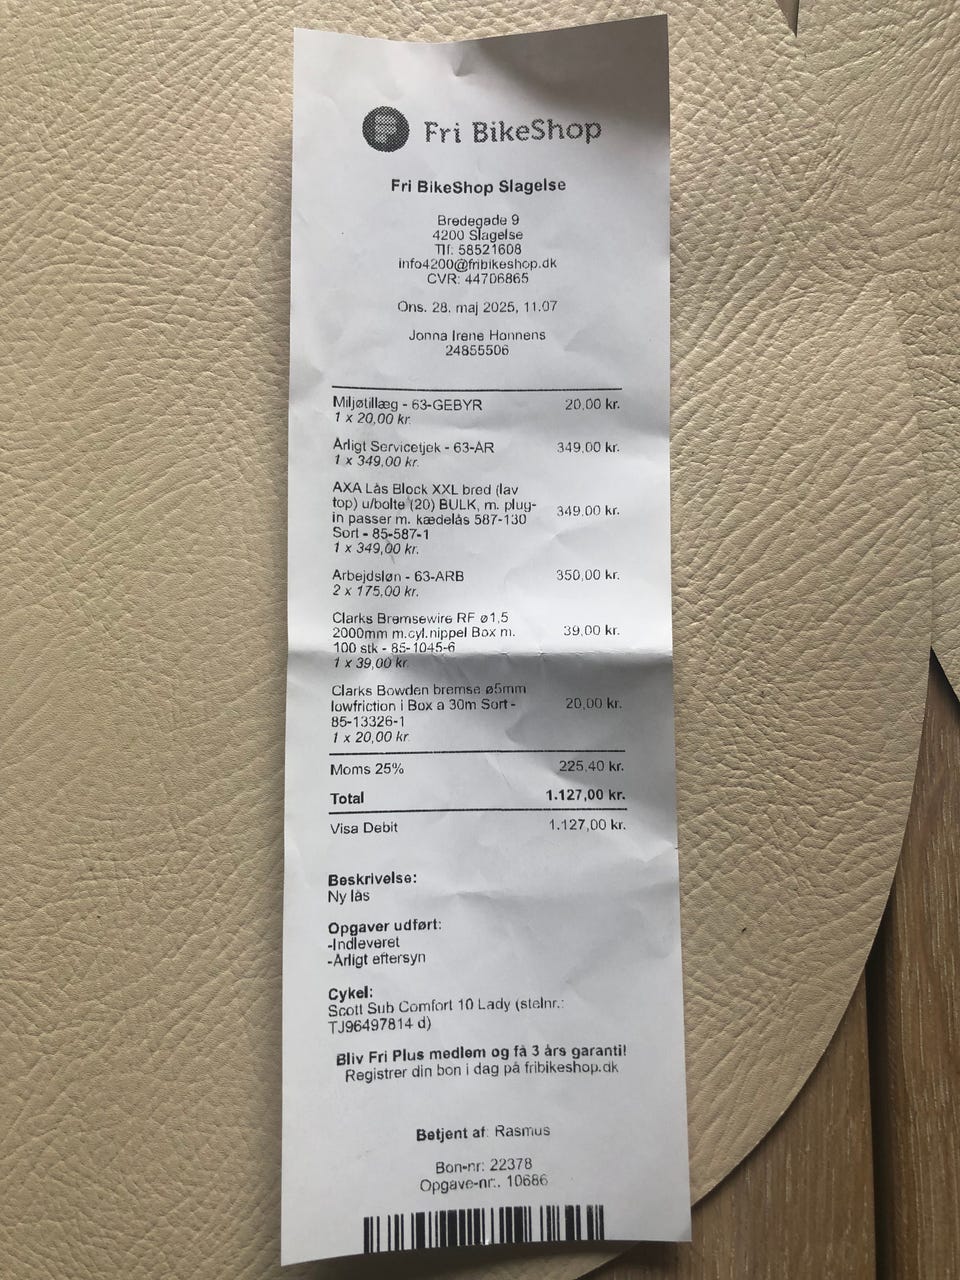 Fri BikeShop
Fri BikeShop Slagelse
Bredegade 9
4200 Slagelse
Tlf: 58521608
info4200@fribikeshop.dk
CVR: 44706865
Ons. 28. maj 2025, 11.07
Jonna Irene Honnens
24855506
Miljøtillæg - 63-GEBYR 20,00 kr.
1 x 20,00 kr.
Årligt Servicetjek - 63-AR 349,00 kr.
1 x 349,00 kr.
AXA Lås Block XXL bred (lav
top) u/bolte (20) BULK, m. plug-
in passer m. kædelås 587-130 349,00 kr.
Sort - 85-587-1
1 x 349,00 kr.
Arbejdsløn - 63-ARB 350,00 kr.
2 x 175,00 kr.
Clarks Bremsewire RF ø1,5
2000mm m.cyl.nippel Box m. 39,00 kr.
100 stk - 85-1045-6
1 x 39,00 kr.
Clarks Bowden bremse ø5mm
lowfriction i Box a 30m Sort - 20,00 kr.
85-13326-1
1 x 20,00 kr.
Moms 25% 225,40 kr.
Total 1.127,00 kr.
Visa Debit 1.127,00 kr.
Beskrivelse:
Ny lås
Opgaver udført:
-Indleveret
-Årligt eftersyn
Cykel:
Scott Sub Comfort 10 Lady (stelnr.:
TJ96497814 d)
Bliv Fri Plus medlem og få 3 års garanti!
Registrer din bon i dag på fribikeshop.dk
Betjent af: Rasmus
Bon-nr: 22378
Opgave-nr:. 10686